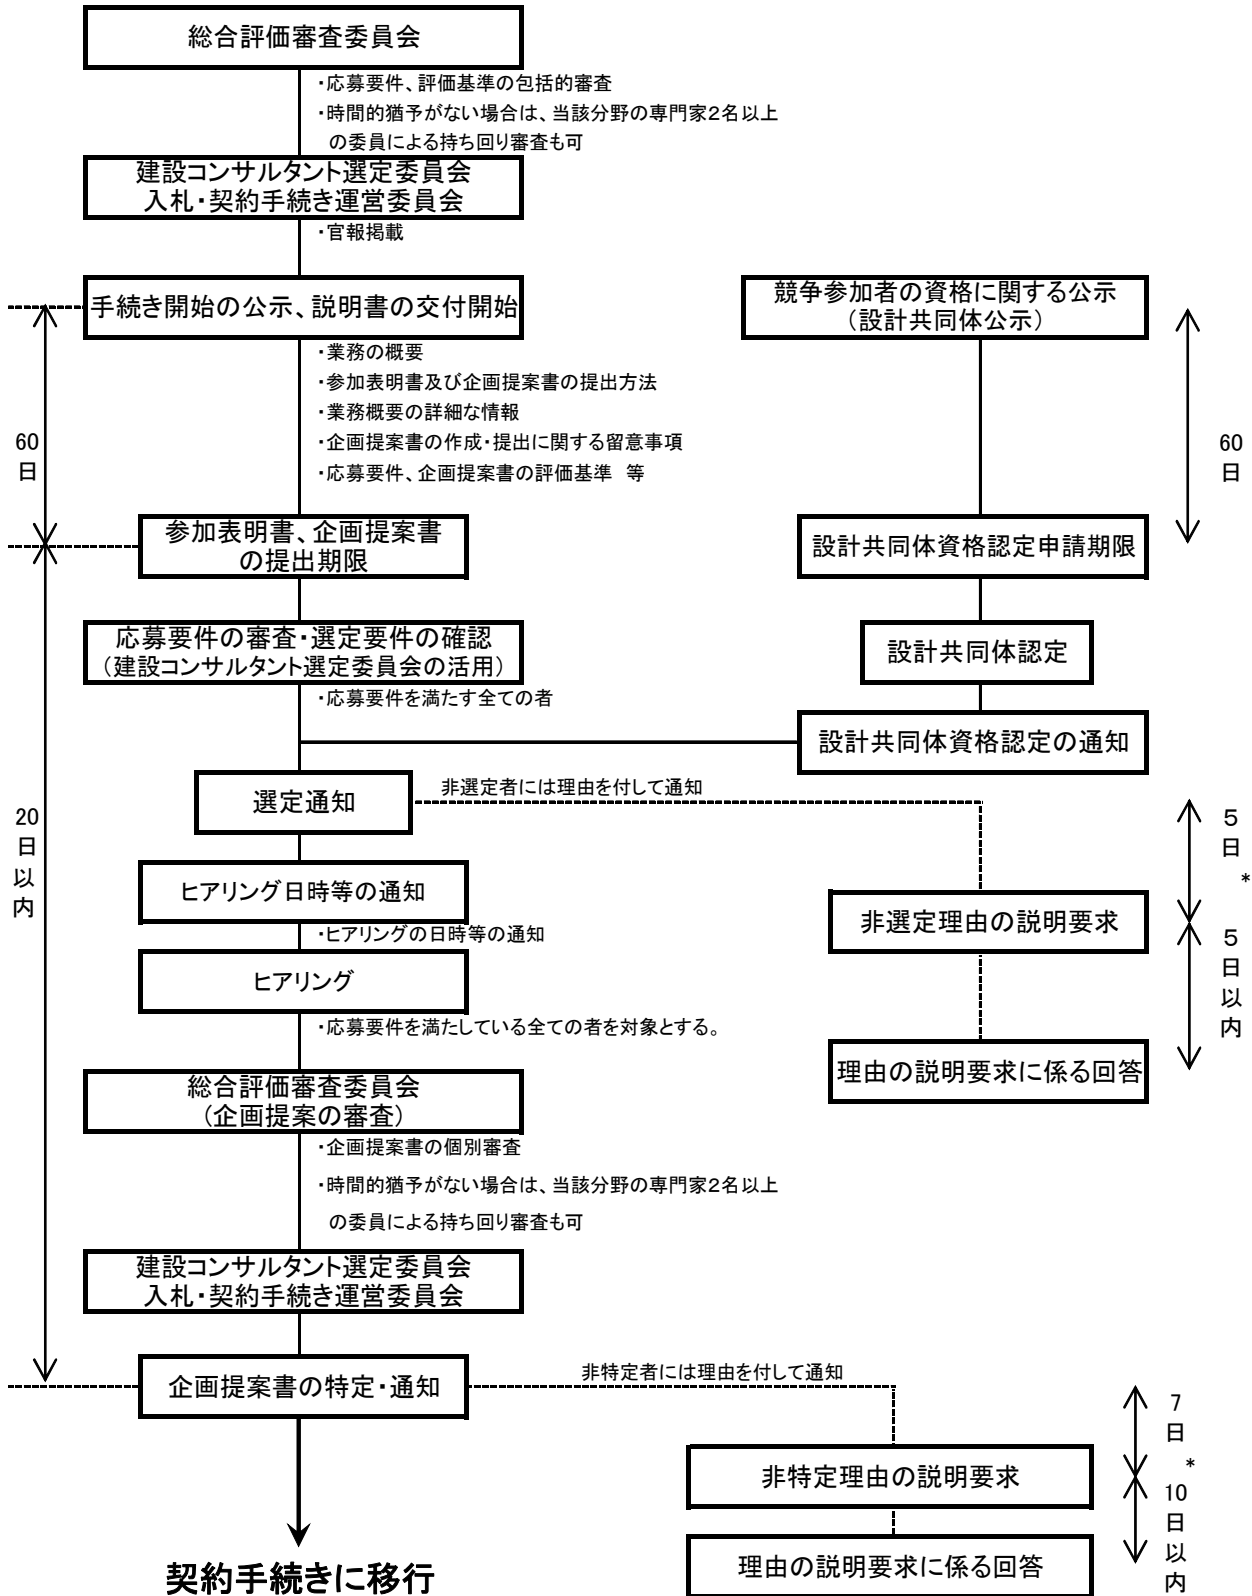 総合評価審査委員会
・応募要件、評価基準の包括的審査
・時間的猶予がない場合は、当該分野の専門家２名以上
の委員による持ち回り審査も可
建設コンサルタント選定委員会
入札・契約手続き運営委員会
・官報掲載
手続き開始の公示、説明書の交付開始
・業務の概要
・参加表明書及び企画提案書の提出方法
・業務概要の詳細な情報
・企画提案書の作成・提出に関する留意事項
・応募要件、企画提案書の評価基準　等
60
日
競争参加者の資格に関する公示
（設計共同体公示）
60
日
参加表明書、企画提案書
の提出期限
設計共同体資格認定申請期限
応募要件の審査・選定要件の確認
（建設コンサルタント選定委員会の活用）
・応募要件を満たす全ての者
設計共同体認定
設計共同体資格認定の通知
選定通知
非選定者には理由を付して通知
20
日
以
内
５
日
*
ヒアリング日時等の通知
・ヒアリングの日時等の通知
非選定理由の説明要求
５
日
以
内
ヒアリング
・応募要件を満たしている全ての者を対象とする。
理由の説明要求に係る回答
総合評価審査委員会
（企画提案の審査）
・企画提案書の個別審査
・時間的猶予がない場合は、当該分野の専門家２名以上
の委員による持ち回り審査も可
建設コンサルタント選定委員会
入札・契約手続き運営委員会
企画提案書の特定・通知
非特定者には理由を付して通知
7
日
*
非特定理由の説明要求
10
日
以
内
理由の説明要求に係る回答
契約手続きに移行